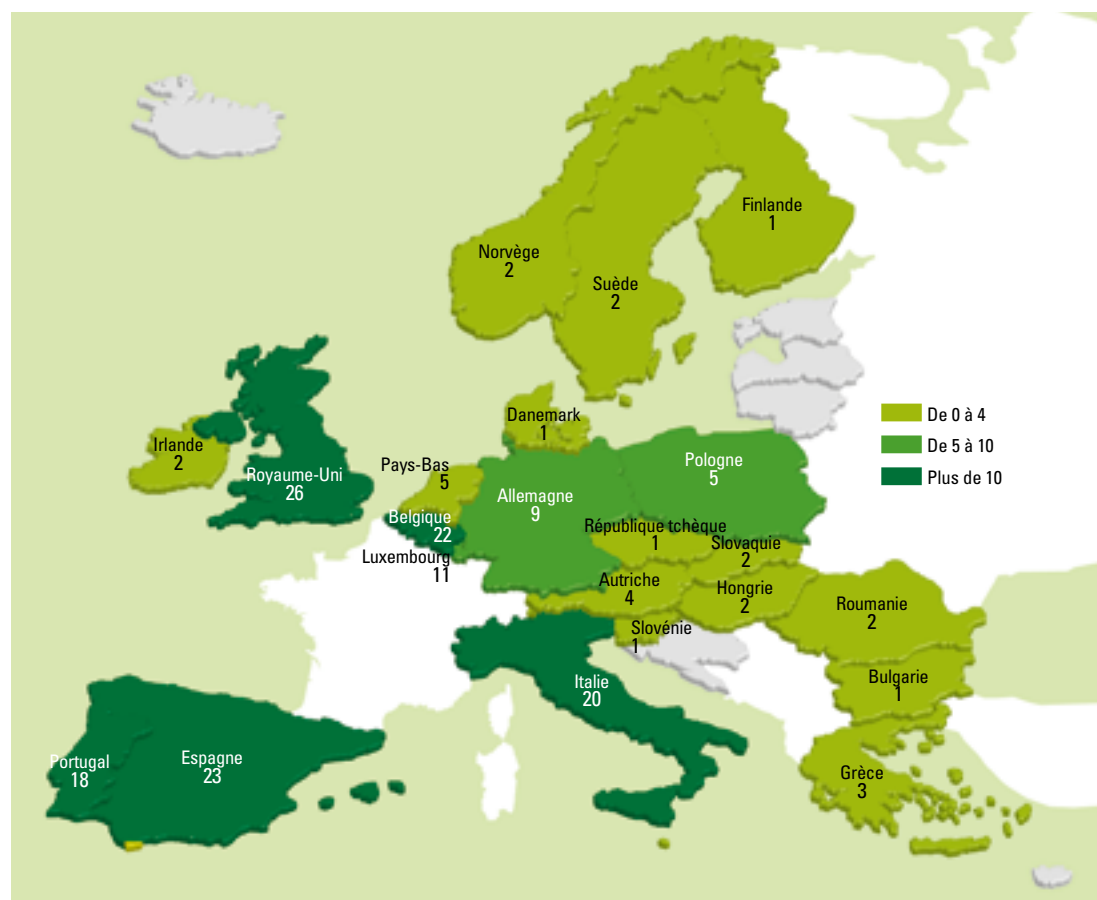 Finlande
1
Norvège
2
Suède
2
Danemark
1
De 0 à 4
De 5 à 10
Plus de 10
Irlande
2
Royaume-Uni
26
Pays-Bas
5
Allemagne
9
Pologne
5
Belgique
22
Luxembourg
11
République tchèque
1
Slovaquie
2
Autriche
4
Hongrie
2
Roumanie
2
Slovénie
1
Bulgarie
1
Italie
20
Portugal
18
Espagne
23
Grèce
3